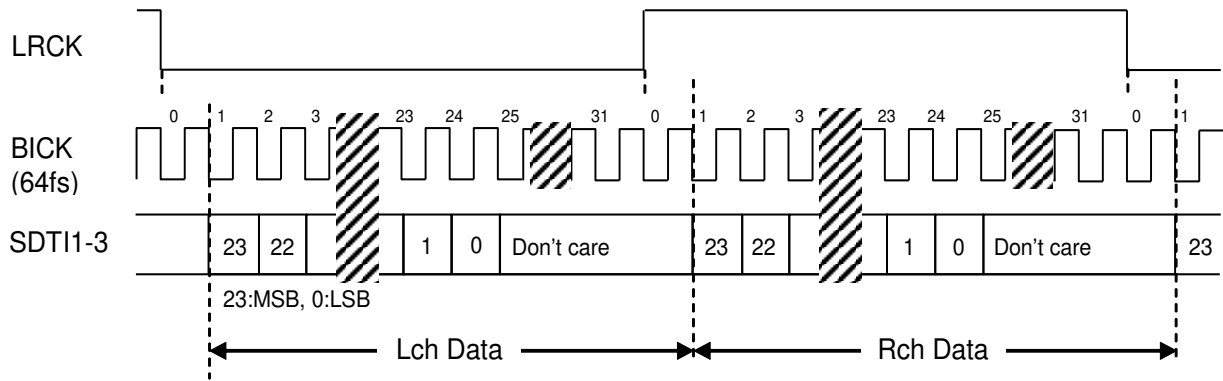 LRCK
0 1 2 3 23 24 25 31 0 1 2 3 23 24 25 31 0 1
BICK
(64fs)
SDTI1-3 23 22 1 0 Don't care 23 22 1 0 Don't care 23
23:MSB, 0:LSB
Lch Data Rch Data